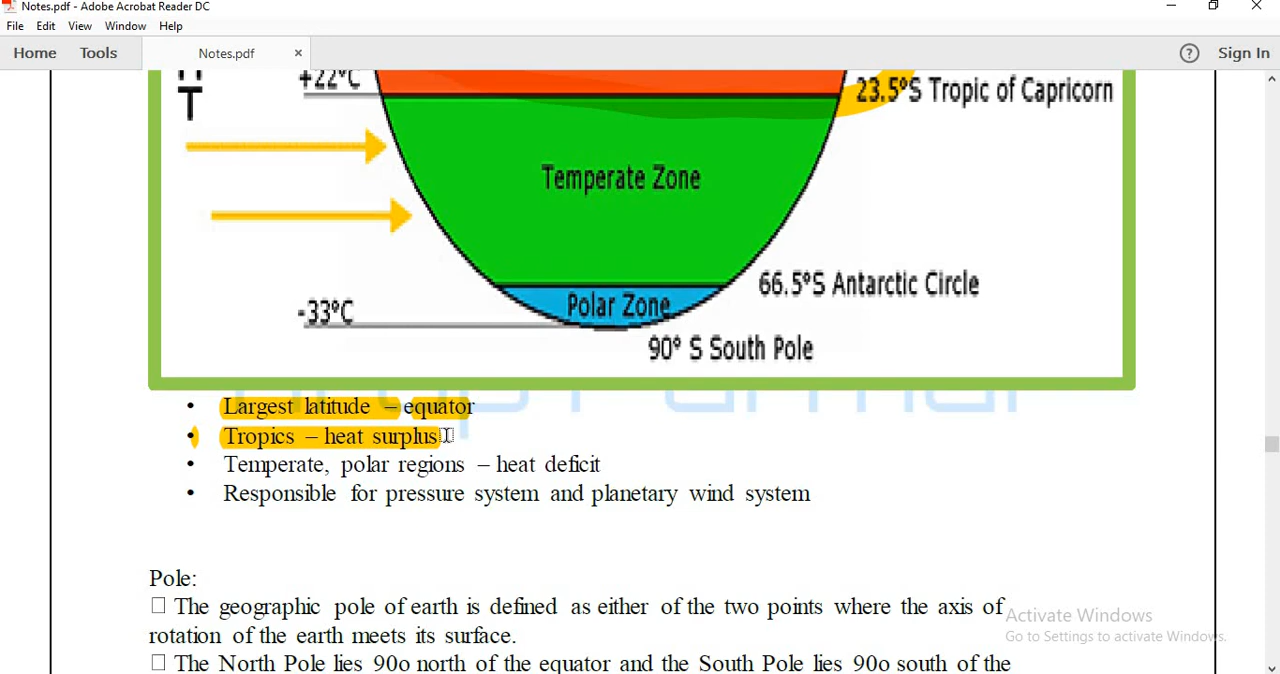 Notes.pdf - Adobe Acrobat Reader DC
File Edit View Window Help
Home Tools Notes.pdf × ? Sign In
+22°C
T
23.5°S Tropic of Capricorn
Temperate Zone
66.5°S Antarctic Circle
-33°C
Polar Zone
90° S South Pole
• Largest latitude – equator
• Tropics – heat surplus
• Temperate, polar regions – heat deficit
• Responsible for pressure system and planetary wind system
Pole:
□ The geographic pole of earth is defined as either of the two points where the axis of
rotation of the earth meets its surface.
□ The North Pole lies 90o north of the equator and the South Pole lies 90o south of the
Activate Windows
Go to Settings to activate Windows.